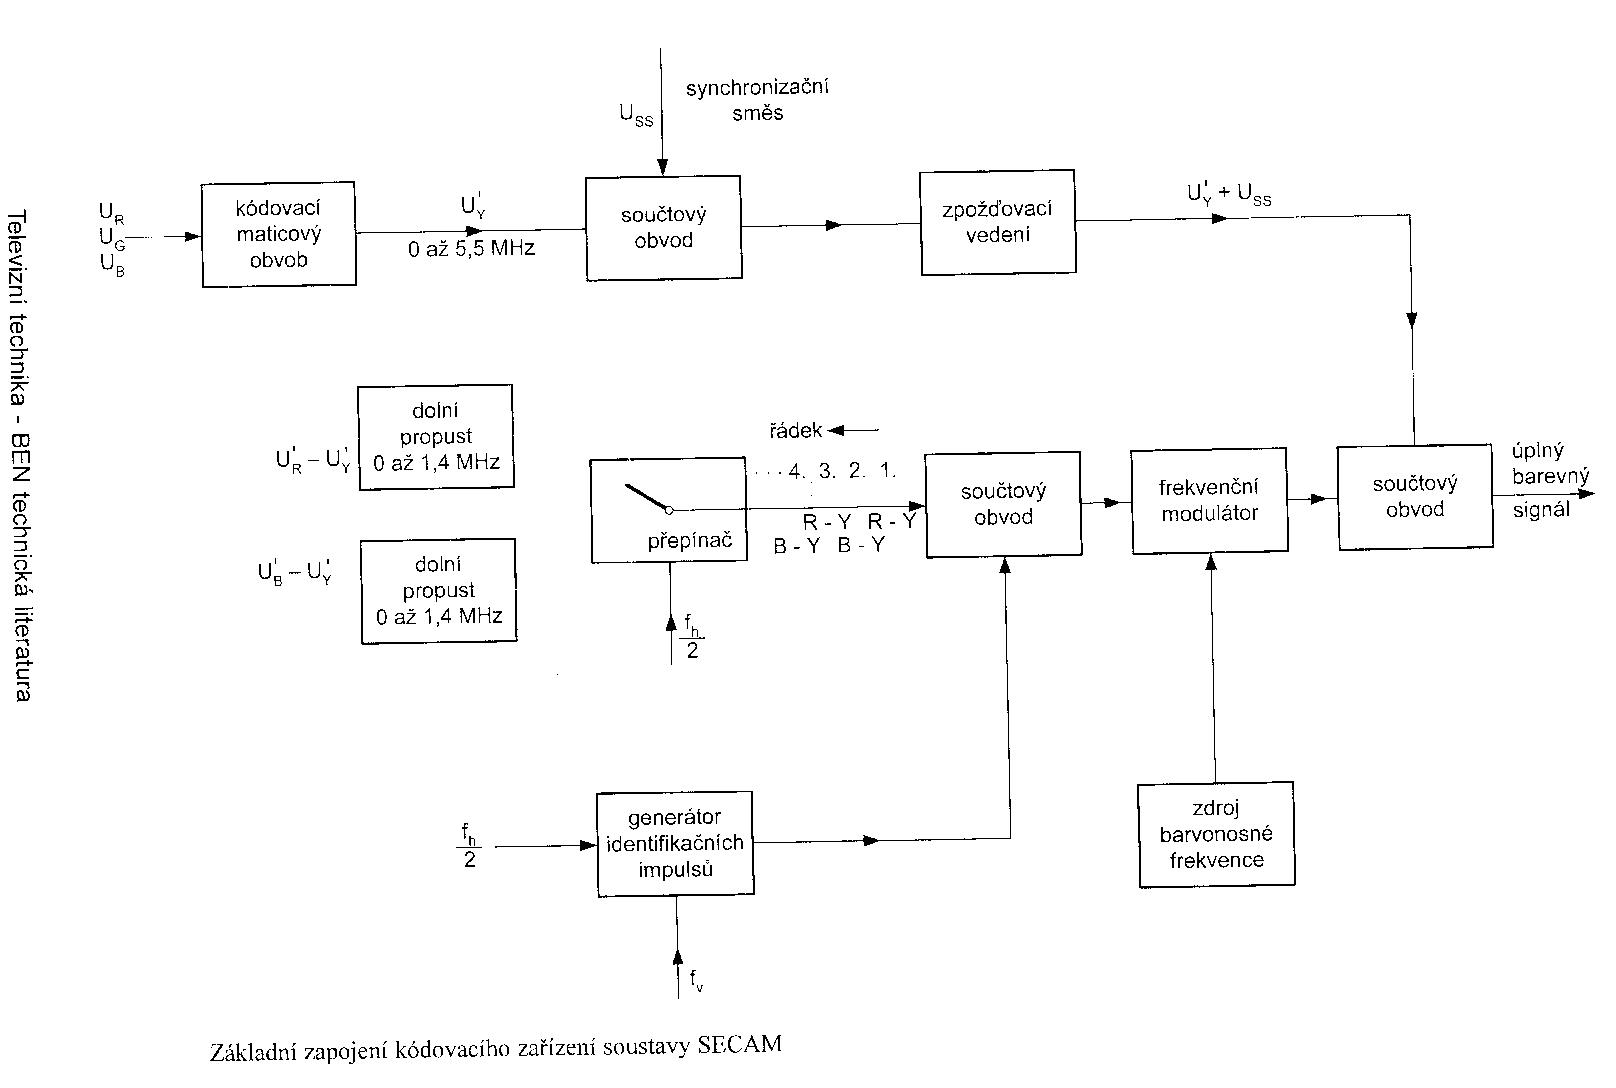 synchronizační
směs
U_SS
U_R
U_G
U_B
kódovací
maticový
obvob
U'_Y
0 až 5,5 MHz
součtový
obvod
zpožďovací
vedení
U'_Y + U_SS
Televizní technika - BEN technická literatura
U'_R – U'_Y
dolní
propust
0 až 1,4 MHz
U'_B – U'_Y
dolní
propust
0 až 1,4 MHz
přepínač
f_h
2
řádek
··· 4. 3. 2. 1.
R - Y R - Y
B - Y B - Y
součtový
obvod
frekvenční
modulátor
součtový
obvod
úplný
barevný
signál
f_h
2
generátor
identifikačních
impulsů
f_v
zdroj
barvonosné
frekvence
Základní zapojení kódovacího zařízení soustavy SECAM